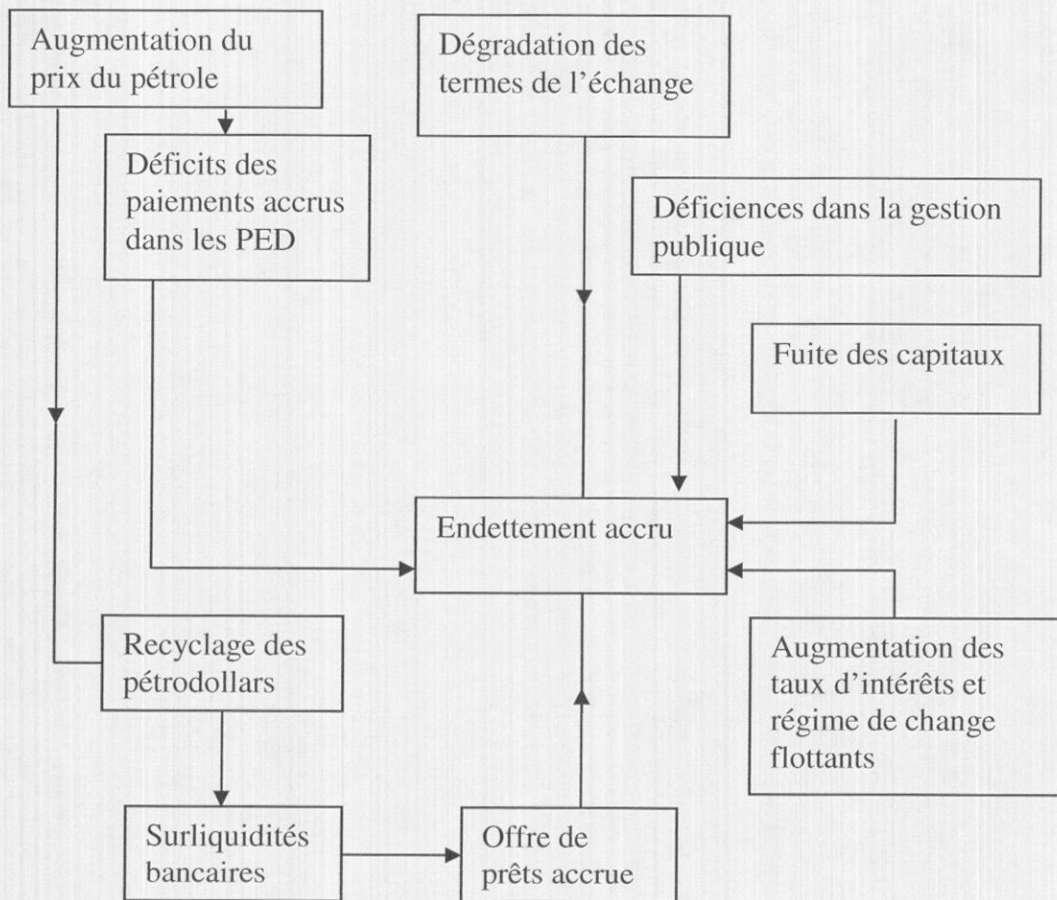 Augmentation du
prix du pétrole
Dégradation des
termes de l'échange
Déficits des
paiements accrus
dans les PED
Déficiences dans la gestion
publique
Fuite des capitaux
Endettement accru
Recyclage des
pétrodollars
Augmentation des
taux d'intérêts et
régime de change
flottants
Surliquidités
bancaires
Offre de
prêts accrue